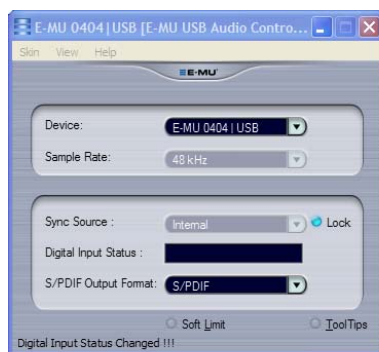 E-MU 0404 | USB [E-MU USB Audio Contro...
Skin View Help
E-MU
Device: E-MU 0404 | USB
Sample Rate: 48 kHz
Sync Source : Internal Lock
Digital Input Status :
S/PDIF Output Format: S/PDIF
Soft Limit ToolTips
Digital Input Status Changed !!!